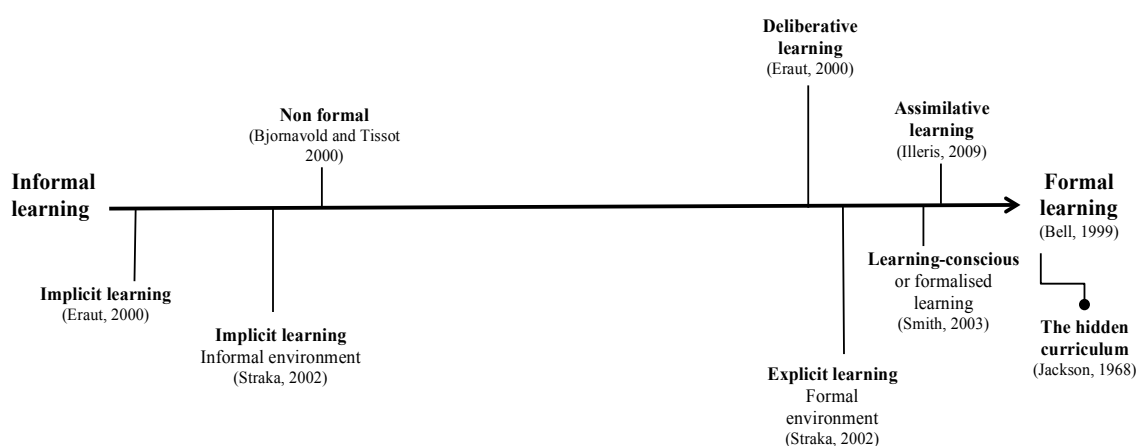 Deliberative
learning
(Eraut, 2000)
Non formal
(Bjornavold and Tissot
2000)
Assimilative
learning
(Illeris, 2009)
Informal
learning
Formal
learning
(Bell, 1999)
Implicit learning
(Eraut, 2000)
Implicit learning
Informal environment
(Straka, 2002)
Learning-conscious
or formalised
learning
(Smith, 2003)
Explicit learning
Formal
environment
(Straka, 2002)
The hidden
curriculum
(Jackson, 1968)